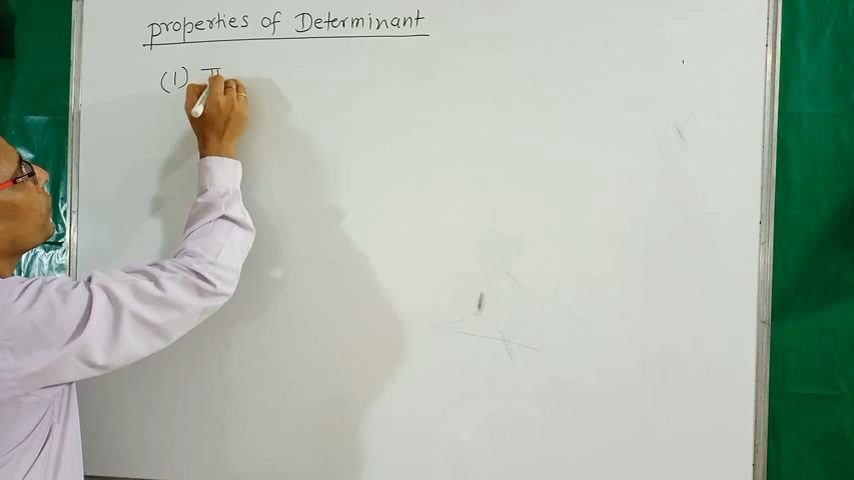 properties of Determinant
(1) T